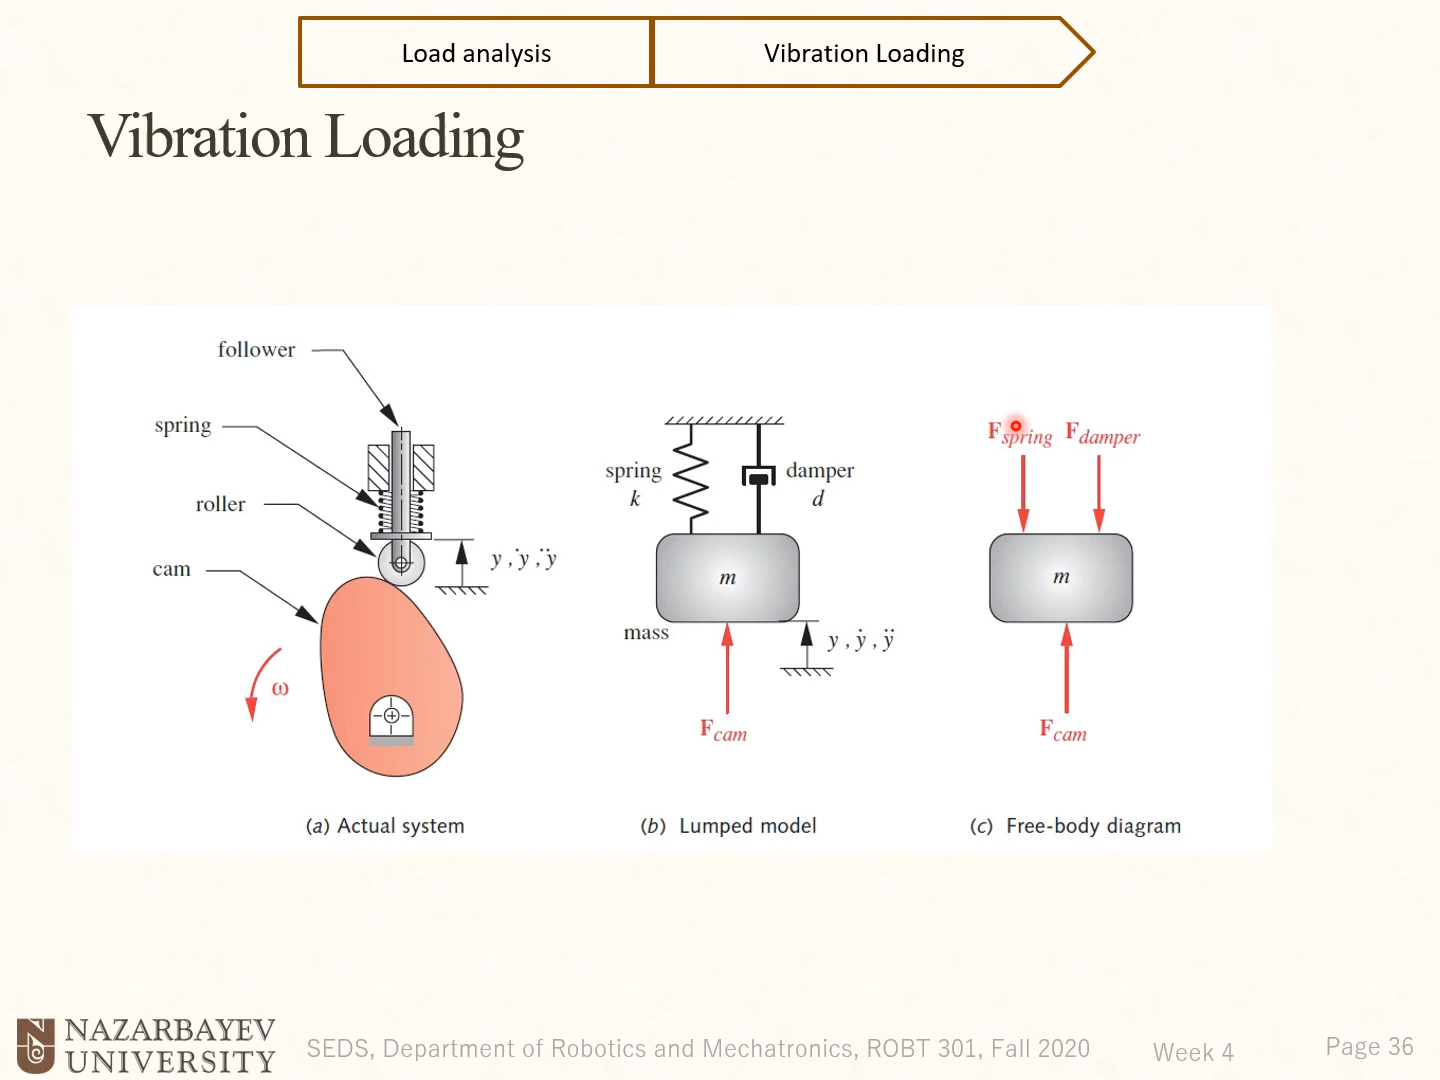 Load analysis
Vibration Loading
Vibration Loading
follower
spring
roller
cam
y , ẏ , ÿ
ω
(a) Actual system
spring
k
damper
d
m
mass
y , ẏ , ÿ
Fcam
(b) Lumped model
Fspring Fdamper
m
Fcam
(c) Free-body diagram
NAZARBAYEV
UNIVERSITY
SEDS, Department of Robotics and Mechatronics, ROBT 301, Fall 2020
Week 4
Page 36